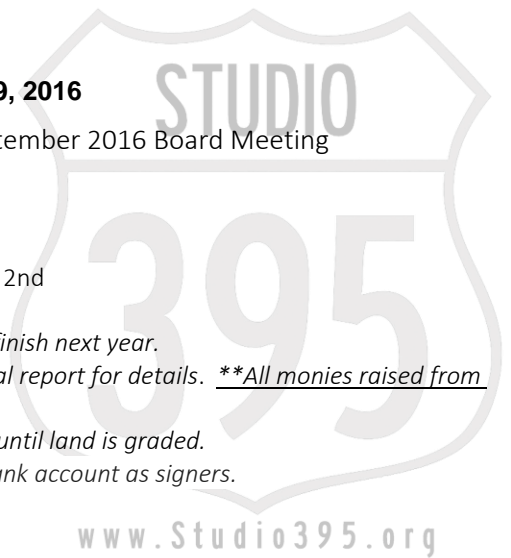 9, 2016
STUDIO
tember 2016 Board Meeting
395
2nd
finish next year.
al report for details. **All monies raised from
until land is graded.
nk account as signers.
www.Studio395.org